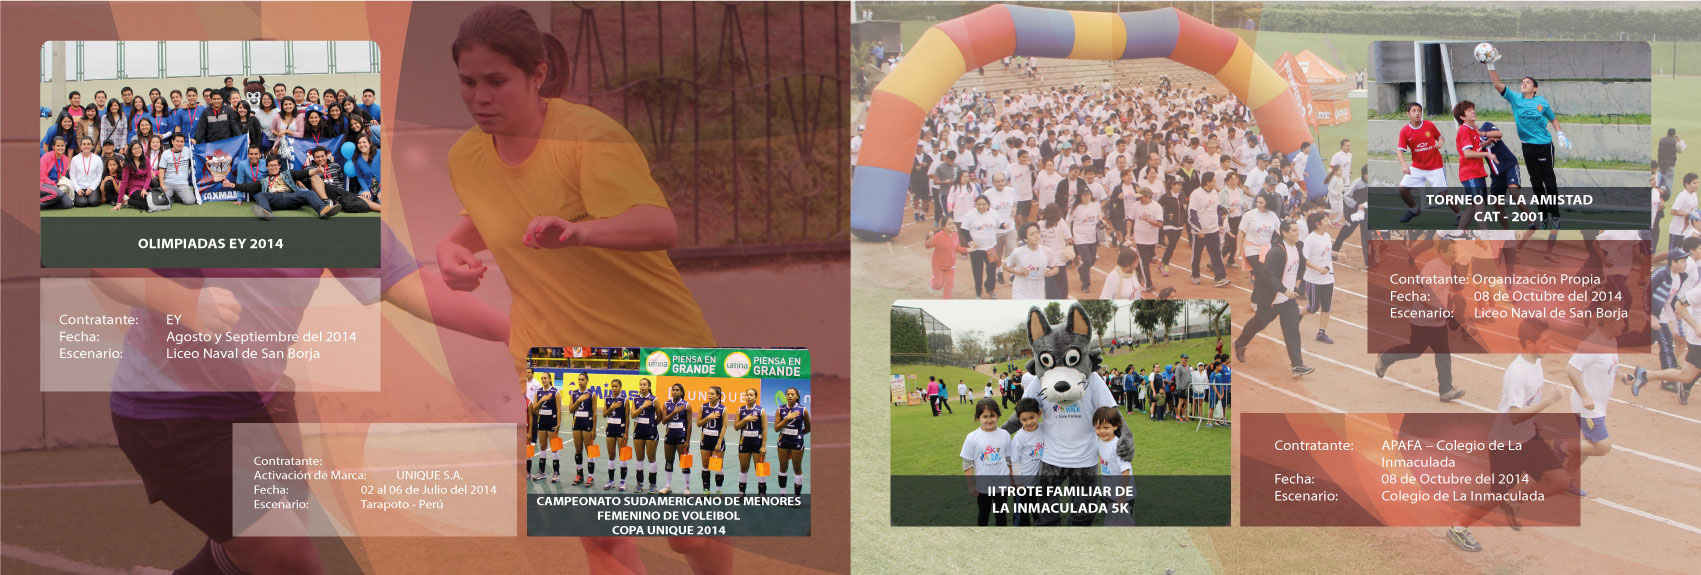 TAXMAN
OLIMPIADAS EY 2014
Contratante: EY
Fecha: Agosto y Septiembre del 2014
Escenario: Liceo Naval de San Borja
Contratante:
Activación de Marca: UNIQUE S.A.
Fecha: 02 al 06 de Julio del 2014
Escenario: Tarapoto - Perú
Latina
PIENSA EN
GRANDE
Latina
PIENSA EN
GRANDE
UNIQUE
CAMPEONATO SUDAMERICANO DE MENORES
FEMENINO DE VOLEIBOL
COPA UNIQUE 2014
II TROTE FAMILIAR DE
LA INMACULADA 5K
TORNEO DE LA AMISTAD
CAT - 2001
Contratante: Organización Propia
Fecha: 08 de Octubre del 2014
Escenario: Liceo Naval de San Borja
Contratante: APAFA – Colegio de La
Inmaculada
Fecha: 08 de Octubre del 2014
Escenario: Colegio de La Inmaculada